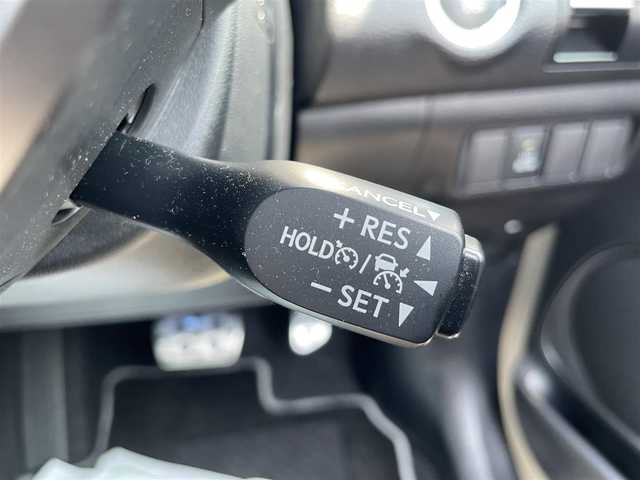 CANCEL
+ RES
HOLD /
− SET